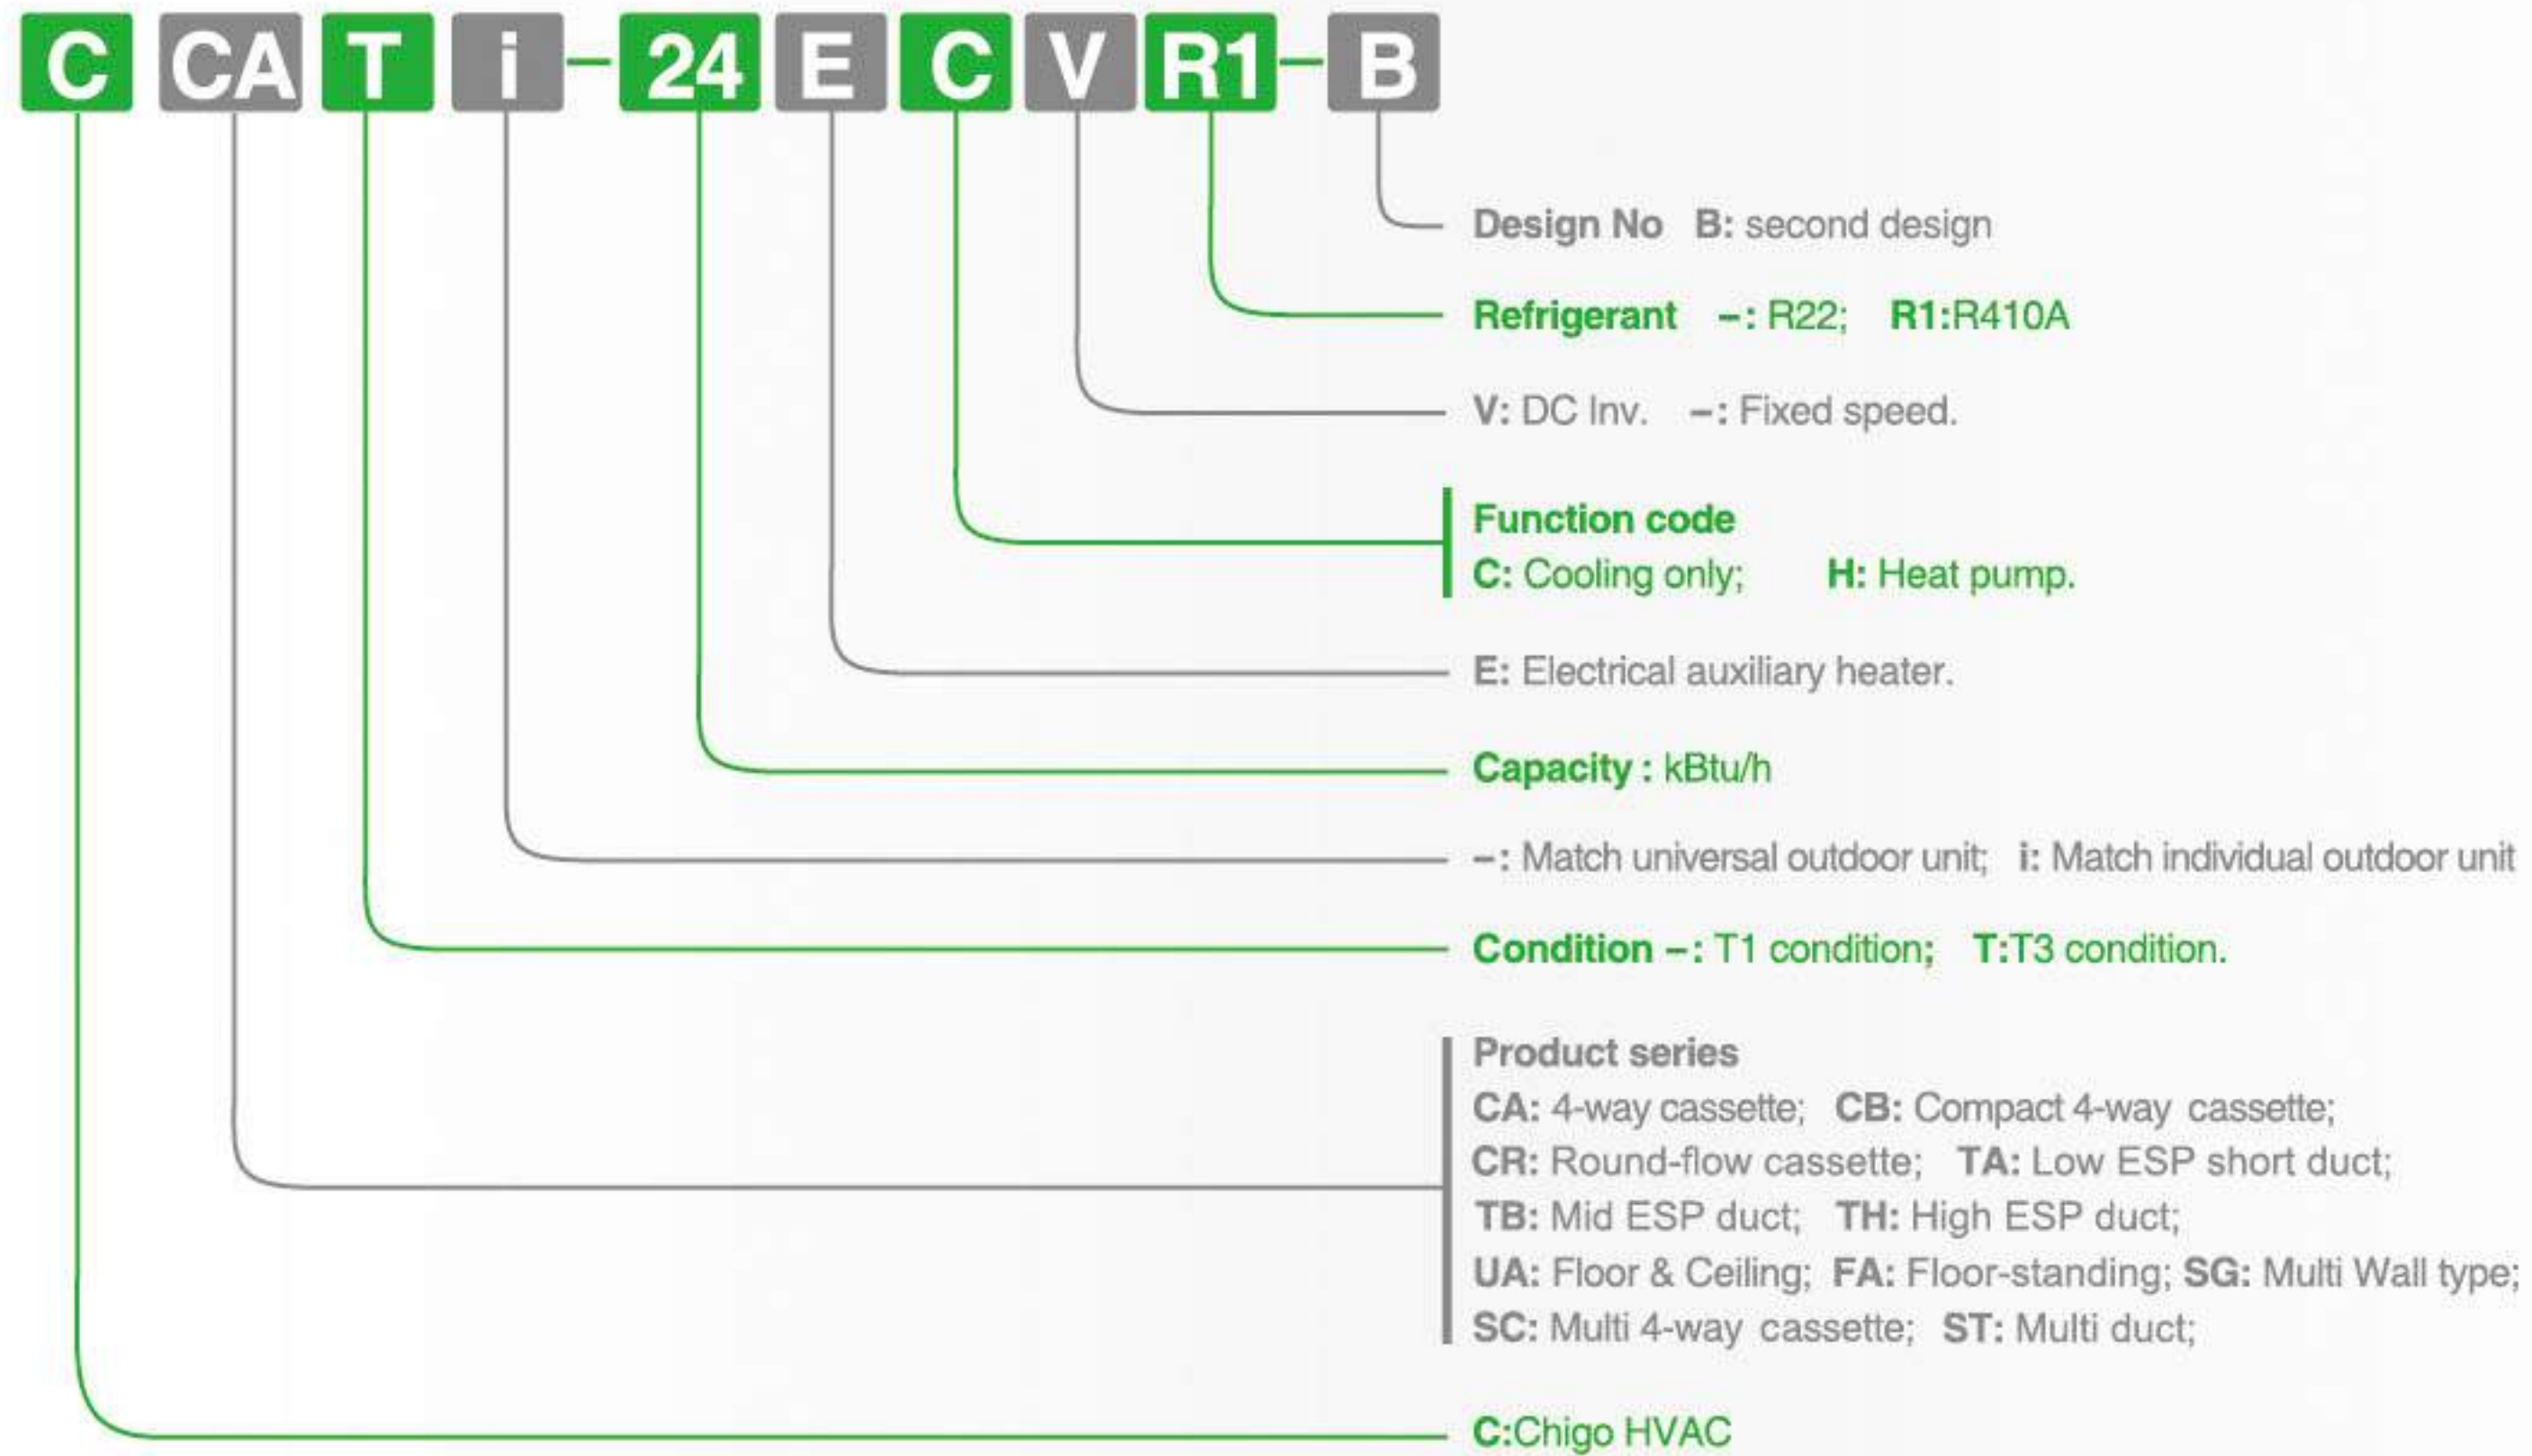 C CA T i – 24 E C V R1 – B
Design No B: second design
Refrigerant –: R22; R1:R410A
V: DC Inv. –: Fixed speed.
Function code
C: Cooling only; H: Heat pump.
E: Electrical auxiliary heater.
Capacity : kBtu/h
–: Match universal outdoor unit; i: Match individual outdoor unit
Condition –: T1 condition; T:T3 condition.
Product series
CA: 4-way cassette; CB: Compact 4-way cassette;
CR: Round-flow cassette; TA: Low ESP short duct;
TB: Mid ESP duct; TH: High ESP duct;
UA: Floor & Ceiling; FA: Floor-standing; SG: Multi Wall type;
SC: Multi 4-way cassette; ST: Multi duct;
C:Chigo HVAC